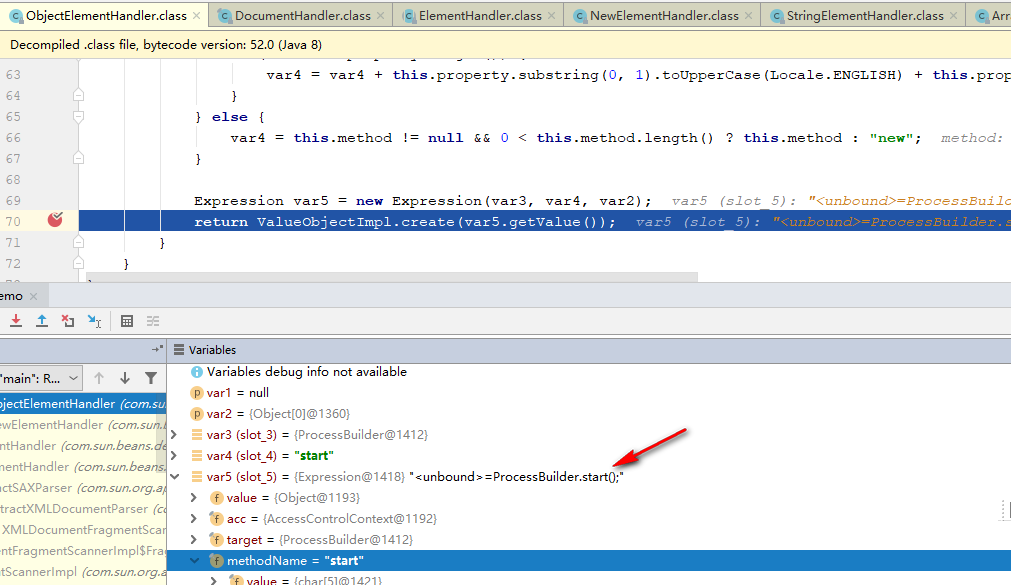 ObjectElementHandler.class × DocumentHandler.class × ElementHandler.class × NewElementHandler.class × StringElementHandler.class × Arr
Decompiled .class file, bytecode version: 52.0 (Java 8)
63 var4 = var4 + this.property.substring(0, 1).toUpperCase(Locale.ENGLISH) + this.prop
64 }
65 } else {
66 var4 = this.method != null && 0 < this.method.length() ? this.method : "new"; method:
67 }
68
69 Expression var5 = new Expression(var3, var4, var2); var5 (slot_5): "<unbound>=ProcessBuild
70 return ValueObjectImpl.create(var5.getValue()); var5 (slot_5): "<unbound>=ProcessBuilder.s
71 }
72 }
emo ×
Variables
Variables debug info not available
"main": R...
var1 = null
var2 = {Object[0]@1360}
bjectElementHandler (com.su
ewElementHandler (com.sun.b
var3 (slot_3) = {ProcessBuilder@1412}
entHandler (com.sun.beans.de
var4 (slot_4) = "start"
mentHandler (com.sun.beans.
var5 (slot_5) = {Expression@1418} "<unbound>=ProcessBuilder.start();"
actSAXParser (com.sun.org.ap
value = {Object@1193}
tractXMLDocumentParser (co
acc = {AccessControlContext@1192}
XMLDocumentFragmentScan
target = {ProcessBuilder@1412}
entFragmentScannerImpl$Frag
methodName = "start"
ntScannerImpl (com.sun.org.a
value = {char[5]@1421}